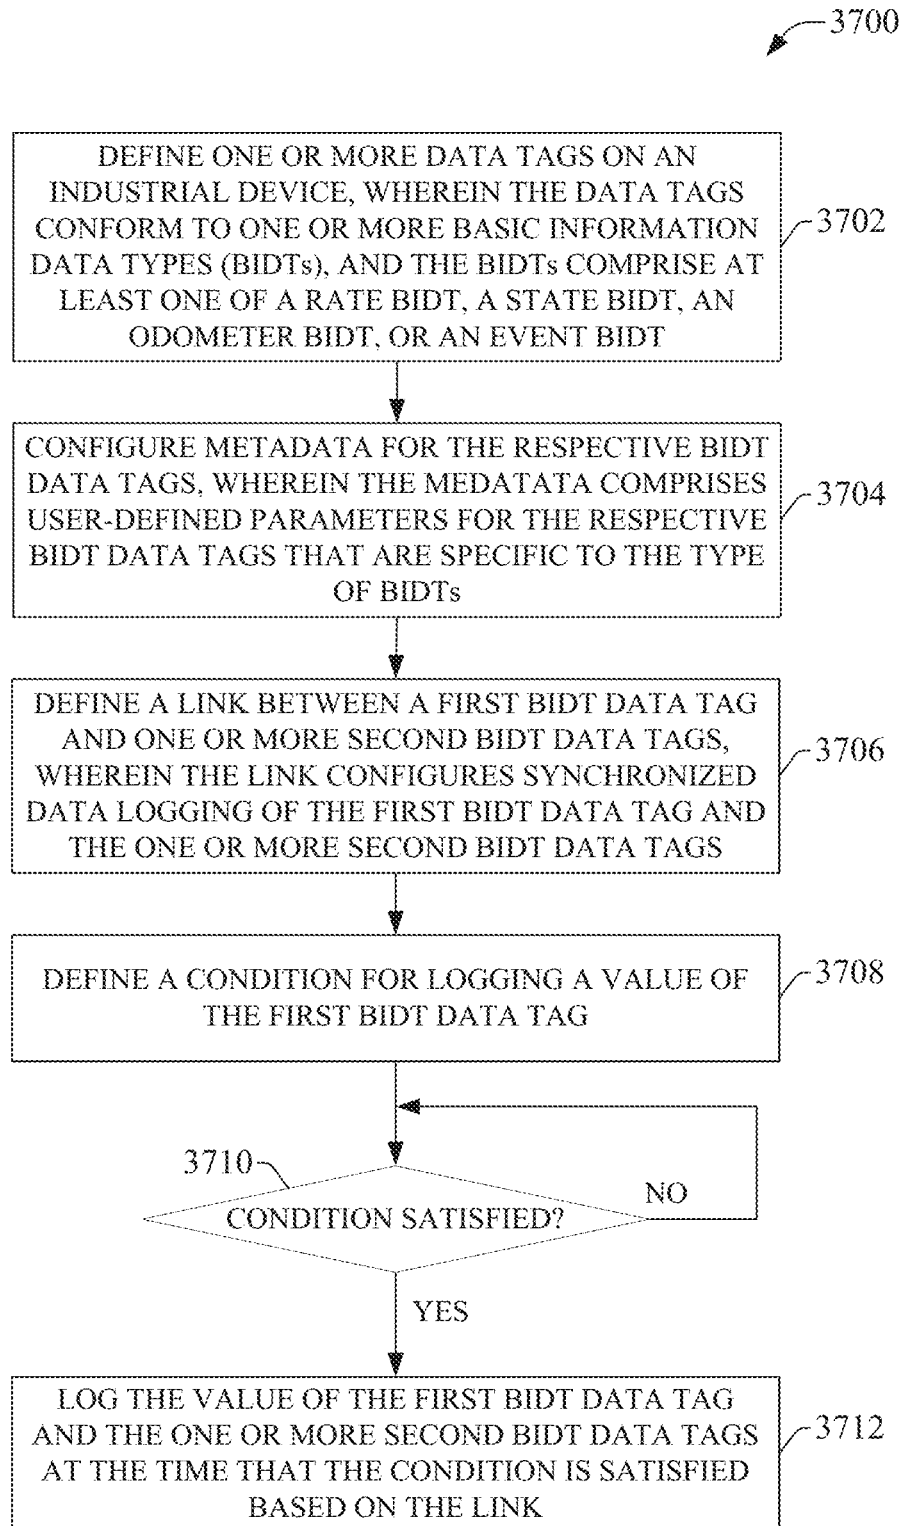 3700
DEFINE ONE OR MORE DATA TAGS ON AN
INDUSTRIAL DEVICE, WHEREIN THE DATA TAGS
CONFORM TO ONE OR MORE BASIC INFORMATION
DATA TYPES (BIDTs), AND THE BIDTs COMPRISE AT
LEAST ONE OF A RATE BIDT, A STATE BIDT, AN
ODOMETER BIDT, OR AN EVENT BIDT
3702
CONFIGURE METADATA FOR THE RESPECTIVE BIDT
DATA TAGS, WHEREIN THE MEDATATA COMPRISES
USER-DEFINED PARAMETERS FOR THE RESPECTIVE
BIDT DATA TAGS THAT ARE SPECIFIC TO THE TYPE
OF BIDTs
3704
DEFINE A LINK BETWEEN A FIRST BIDT DATA TAG
AND ONE OR MORE SECOND BIDT DATA TAGS,
WHEREIN THE LINK CONFIGURES SYNCHRONIZED
DATA LOGGING OF THE FIRST BIDT DATA TAG AND
THE ONE OR MORE SECOND BIDT DATA TAGS
3706
DEFINE A CONDITION FOR LOGGING A VALUE OF
THE FIRST BIDT DATA TAG
3708
3710
CONDITION SATISFIED?
NO
YES
LOG THE VALUE OF THE FIRST BIDT DATA TAG
AND THE ONE OR MORE SECOND BIDT DATA TAGS
AT THE TIME THAT THE CONDITION IS SATISFIED
BASED ON THE LINK
3712